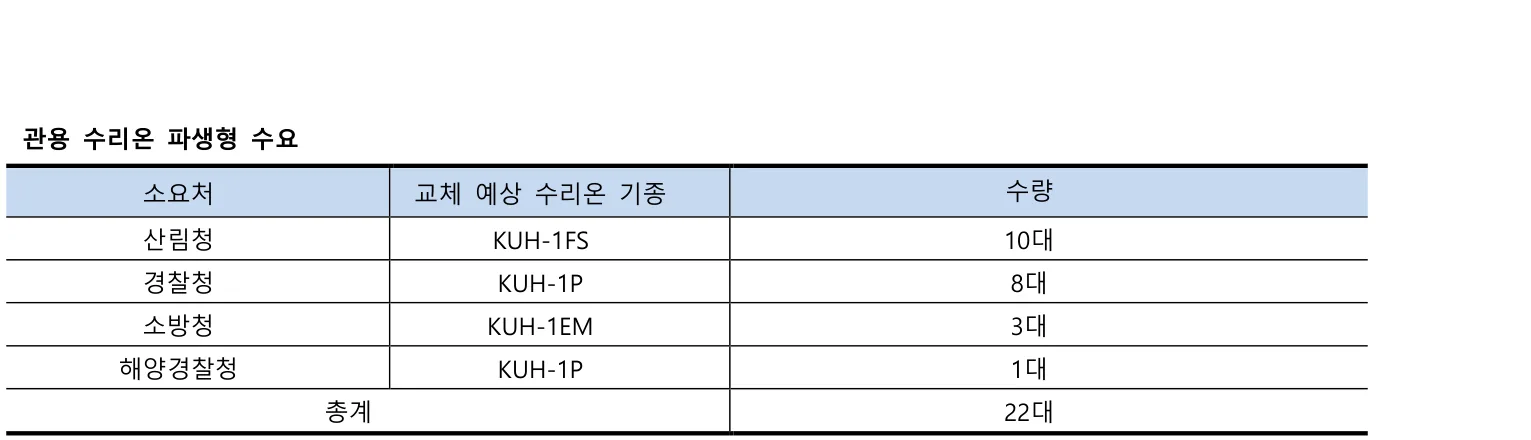 관용 수리온 파생형 수요
소요처 교체 예상 수리온 기종 수량
산림청 KUH-1FS 10대
경찰청 KUH-1P 8대
소방청 KUH-1EM 3대
해양경찰청 KUH-1P 1대
총계 22대